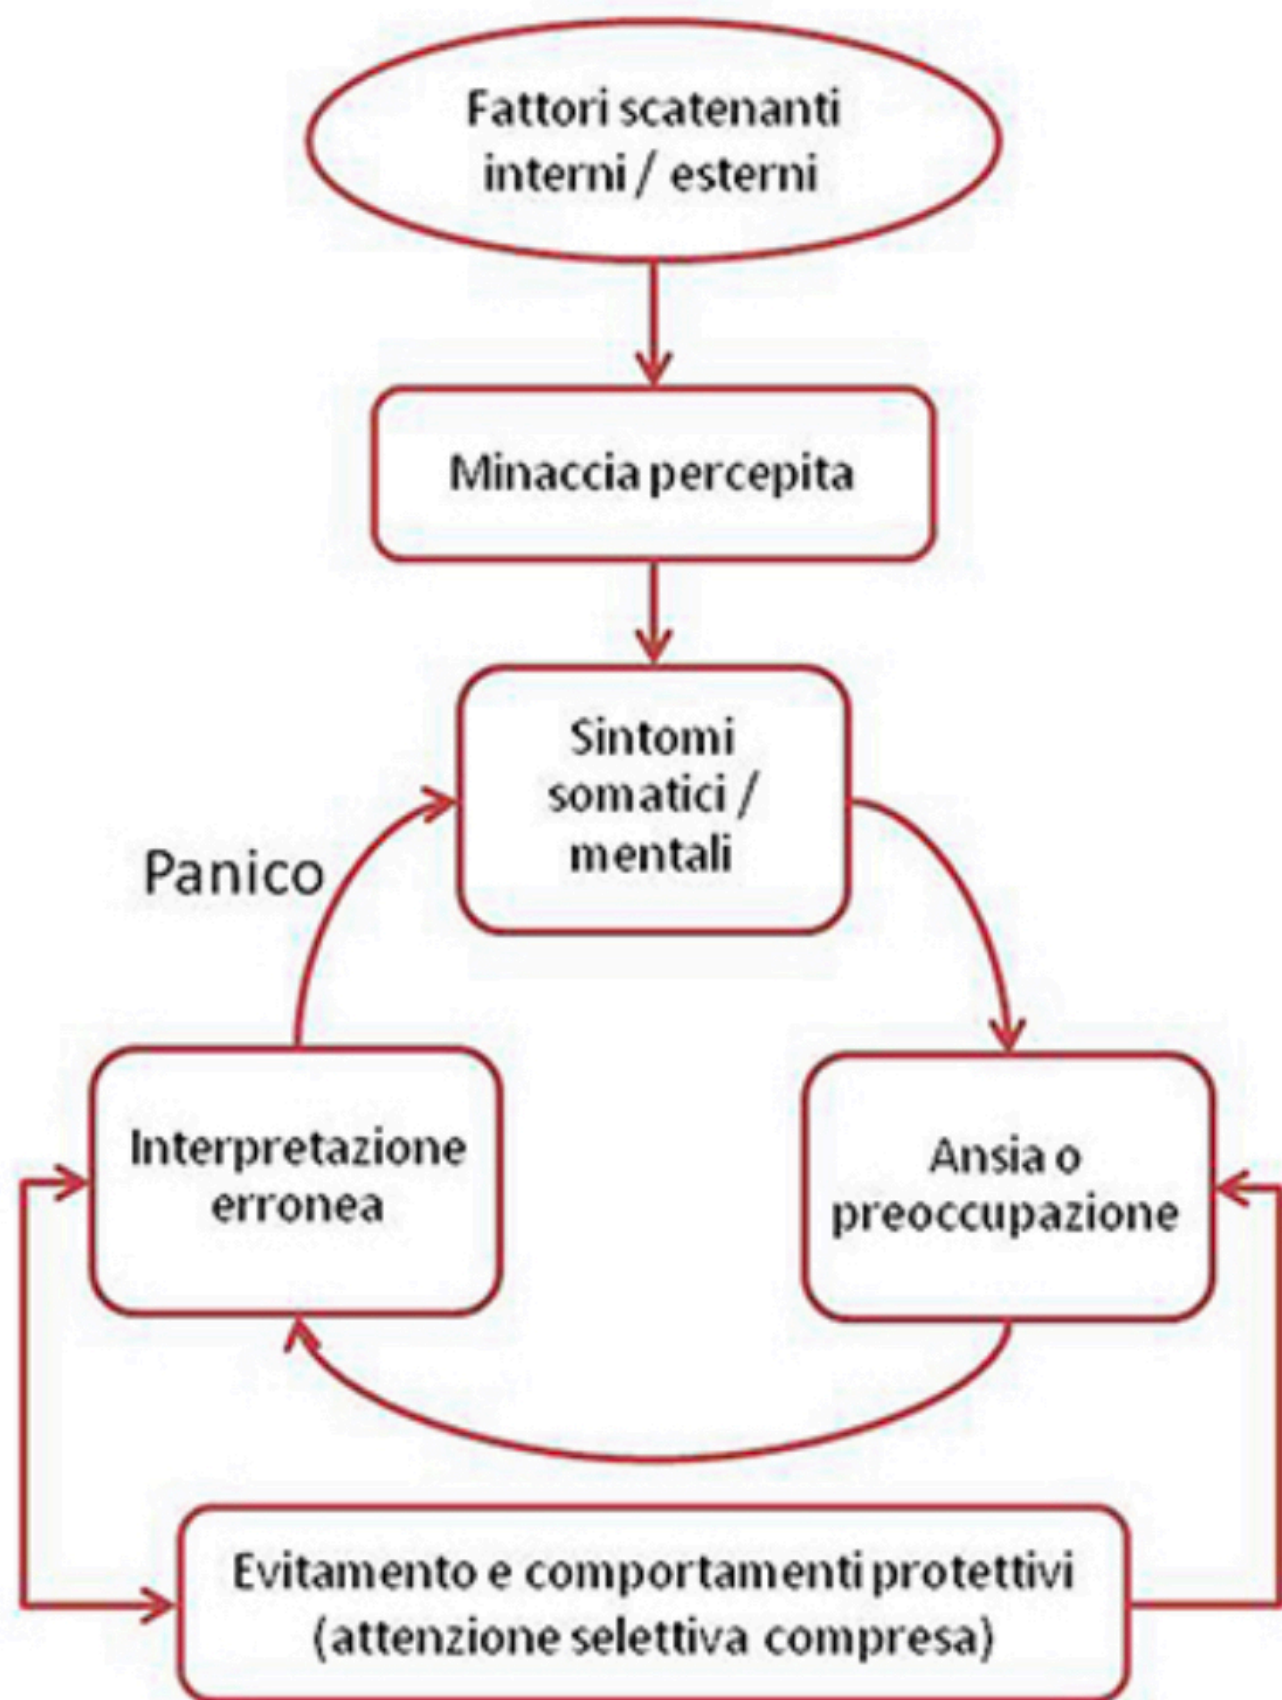 Fattori scatenanti
interni / esterni
Minaccia percepita
Sintomi
somatici /
mentali
Panico
Interpretazione
erronea
Ansia o
preoccupazione
Evitamento e comportamenti protettivi
(attenzione selettiva compresa)